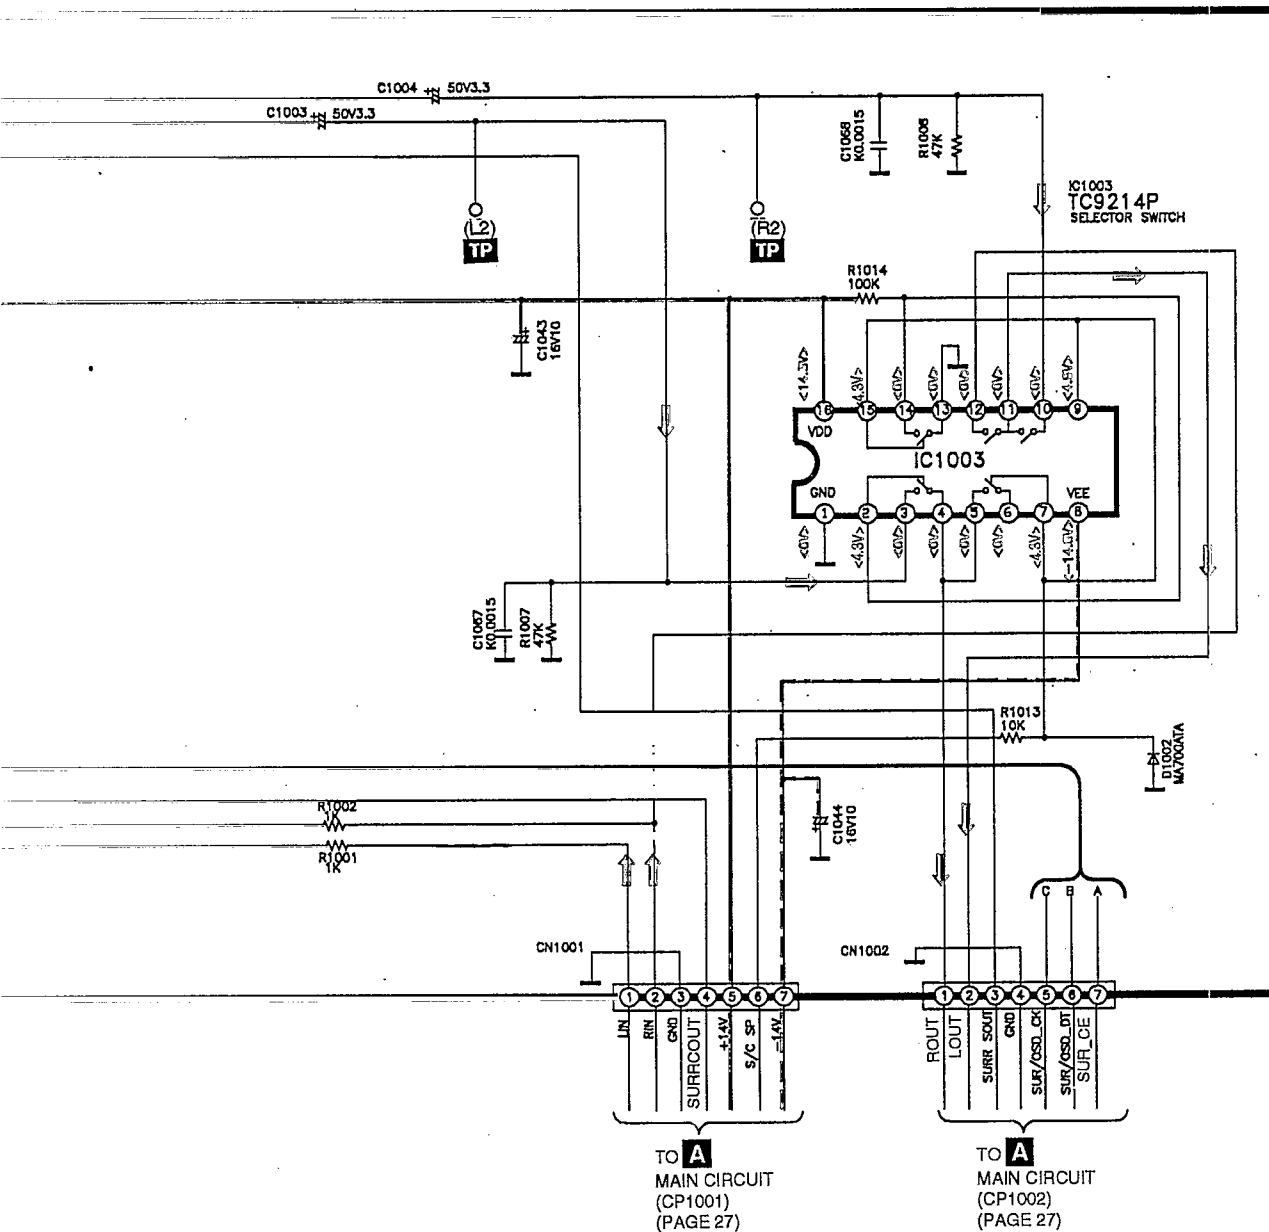 C1004 + 50V3.3
C1003 + 50V3.3
C1068
K0.0015
R1006
47K
IC1003
TC9214P
SELECTOR SWITCH
(L2)
TP
(R2)
TP
R1014
100K
C1043
16V10
<14.5V>
<4.3V>
<0V>
<0V>
<0V>
<0V>
<0V>
16 15 14 13 12 11 10 9
VDD
IC1003
GND
VEE
1 2 3 4 5 6 7 8
<0V>
<4.3V>
<0V>
<0V>
<0V>
<0V>
<4.3V>
C1067
K0.0015
R1007
47K
R1013
10K
D1002
C1044
16V10
R1002
1K
R1001
1K
C B A
CN1001
CN1002
1 2 3 4 5 6 7
1 2 3 4 5 6 7
LIN
RIN
GND
SURRCOUT
+14V
S/C SP
-14V
ROUT
LOUT
SURR SOUT
GND
SUR/OSD_CK
SUR/OSD_DT
SUR_CE
TO A
MAIN CIRCUIT
(CP1001)
(PAGE 27)
TO A
MAIN CIRCUIT
(CP1002)
(PAGE 27)